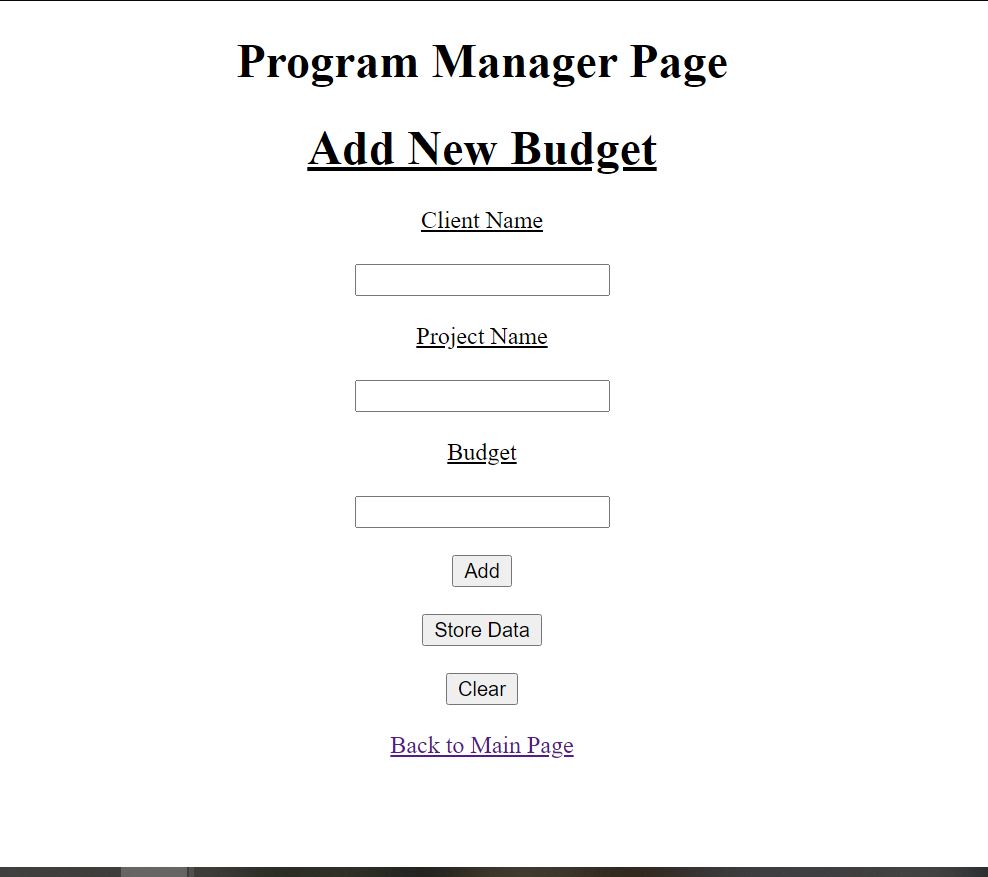 Program Manager Page
Add New Budget
Client Name
Project Name
Budget
Add
Store Data
Clear
Back to Main Page